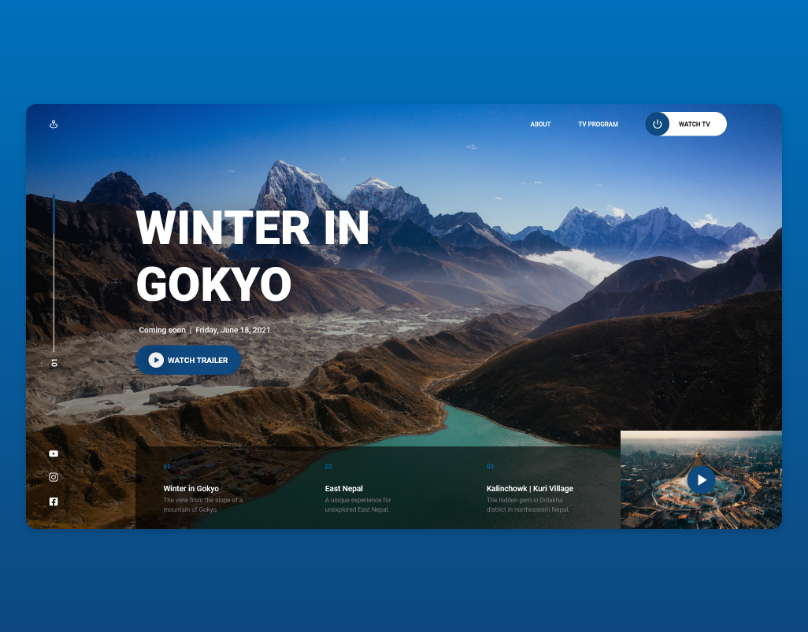 ABOUT
TV PROGRAM
WATCH TV
WINTER IN
GOKYO
Coming soon | Friday, June 18, 2021
WATCH TRAILER
01
01
Winter in Gokyo
The view from the slope of a
mountain of Gokyo.
02
East Nepal
A unique experience for
unexplored East Nepal.
03
Kalinchowk | Kuri Village
The hidden gem in Dolakha
district in northeastern Nepal.